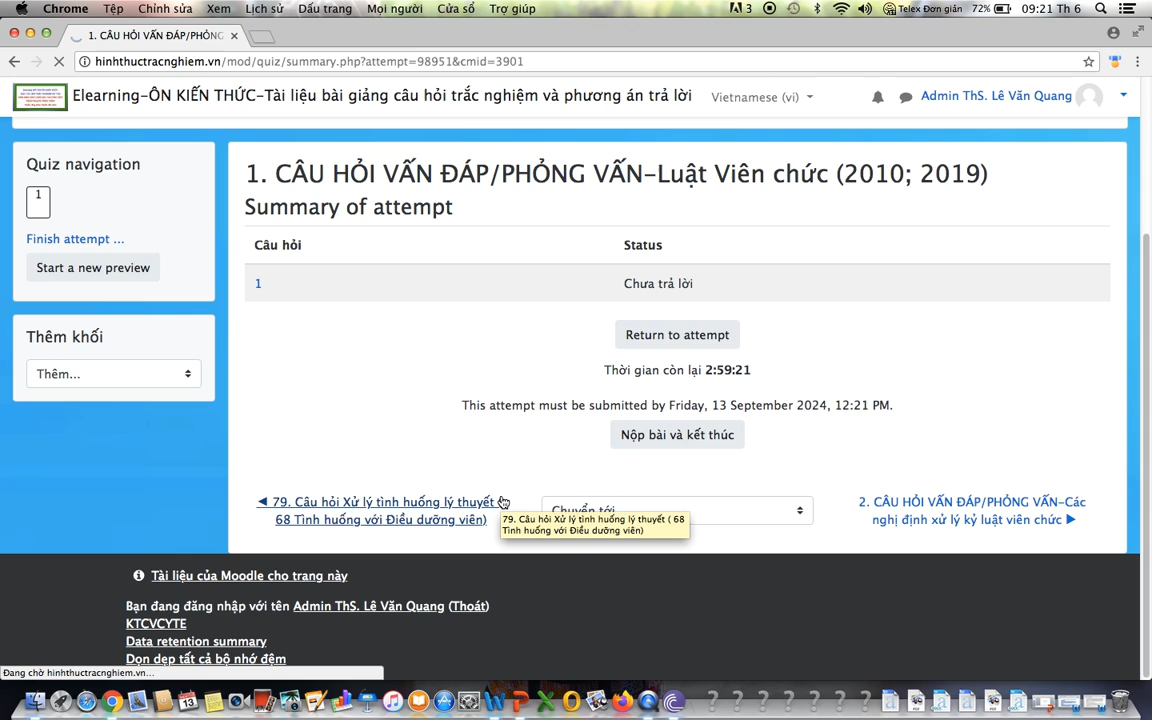 Chrome Tệp Chỉnh sửa Xem Lịch sử Dấu trang Mọi người Cửa sổ Trợ giúp 3 Telex Đơn giản 72% 09:21 Th 6
1. CÂU HỎI VẤN ĐÁP/PHỎNG
hinhthuctracnghiem.vn/mod/quiz/summary.php?attempt=98951&cmid=3901
Elearning-ÔN KIẾN THỨC-Tài liệu bài giảng câu hỏi trắc nghiệm và phương án trả lời Vietnamese (vi) Admin ThS. Lê Văn Quang
Quiz navigation
1
Finish attempt ...
Start a new preview
Thêm khối
Thêm...
1. CÂU HỎI VẤN ĐÁP/PHỎNG VẤN-Luật Viên chức (2010; 2019)
Summary of attempt
Câu hỏi Status
1 Chưa trả lời
Return to attempt
Thời gian còn lại 2:59:21
This attempt must be submitted by Friday, 13 September 2024, 12:21 PM.
Nộp bài và kết thúc
◄ 79. Câu hỏi Xử lý tình huống lý thuyết
68 Tình huống với Điều dưỡng viên)
Chuyển tới
79. Câu hỏi Xử lý tình huống lý thuyết ( 68
Tình huống với Điều dưỡng viên)
2. CÂU HỎI VẤN ĐÁP/PHỎNG VẤN-Các
nghị định xử lý kỷ luật viên chức ►
Tài liệu của Moodle cho trang này
Bạn đang đăng nhập với tên Admin ThS. Lê Văn Quang (Thoát)
KTCVCYTE
Data retention summary
Dọn dẹp tất cả bộ nhớ đệm
Đang chờ hinhthuctracnghiem.vn...